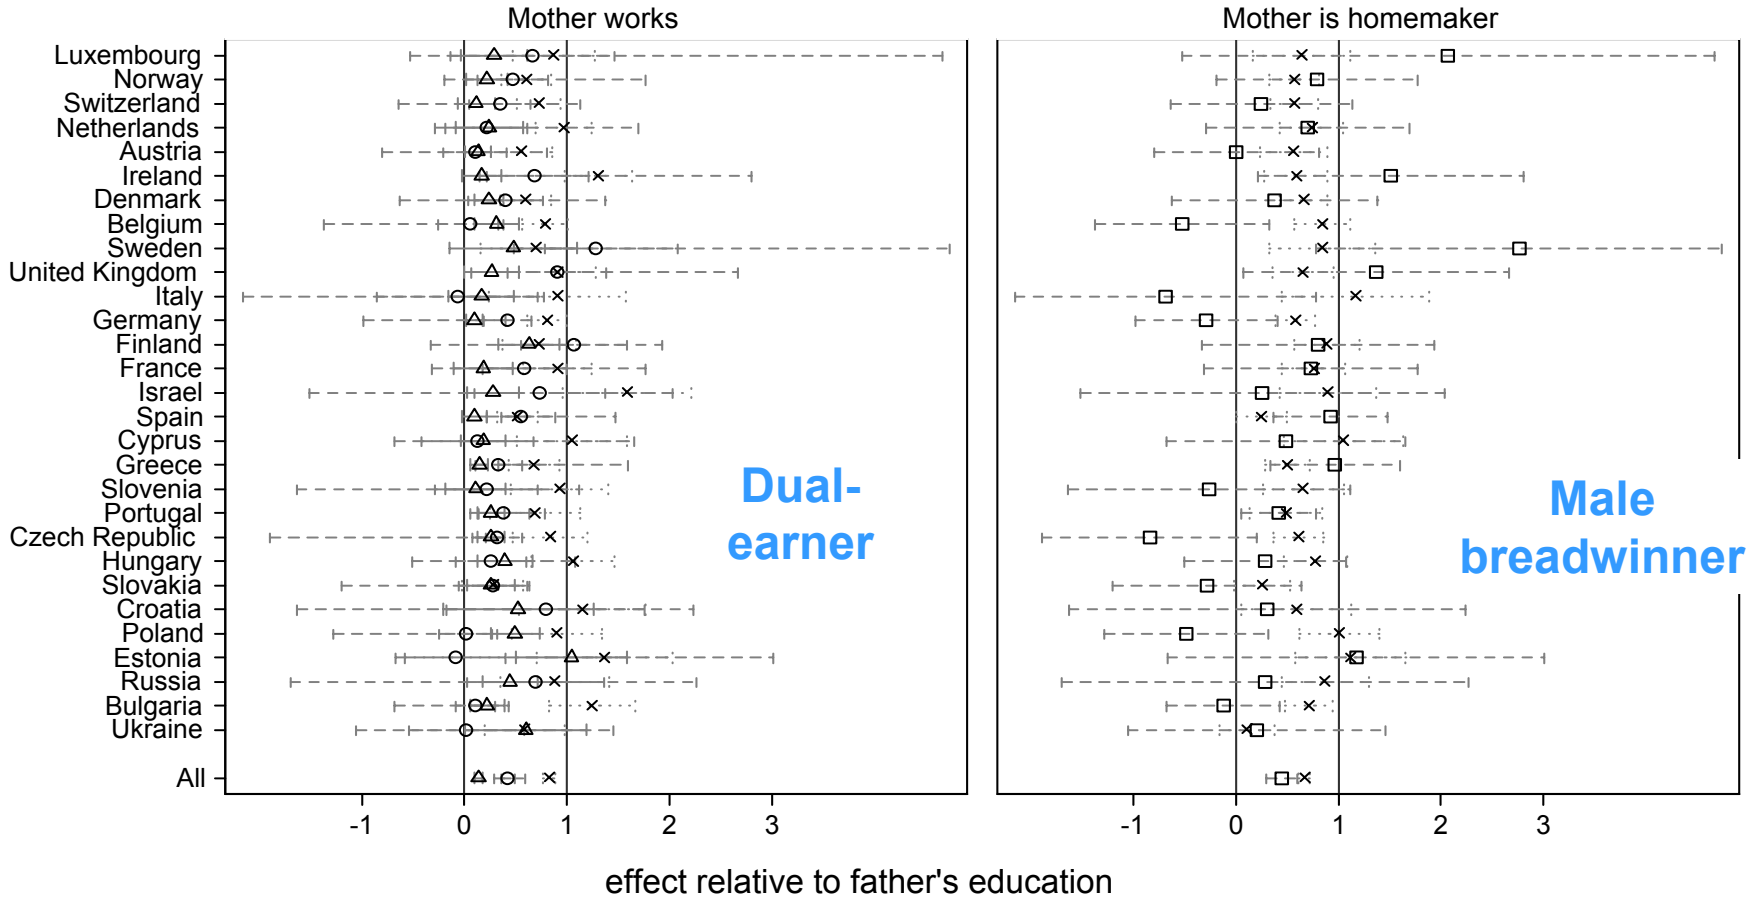 Mother works
Mother is homemaker
Luxembourg
Norway
Switzerland
Netherlands
Austria
Ireland
Denmark
Belgium
Sweden
United Kingdom
Italy
Germany
Finland
France
Israel
Spain
Cyprus
Greece
Slovenia
Portugal
Czech Republic
Hungary
Slovakia
Croatia
Poland
Estonia
Russia
Bulgaria
Ukraine
All
Dual-
earner
Male
breadwinner
-1 0 1 2 3
-1 0 1 2 3
effect relative to father's education